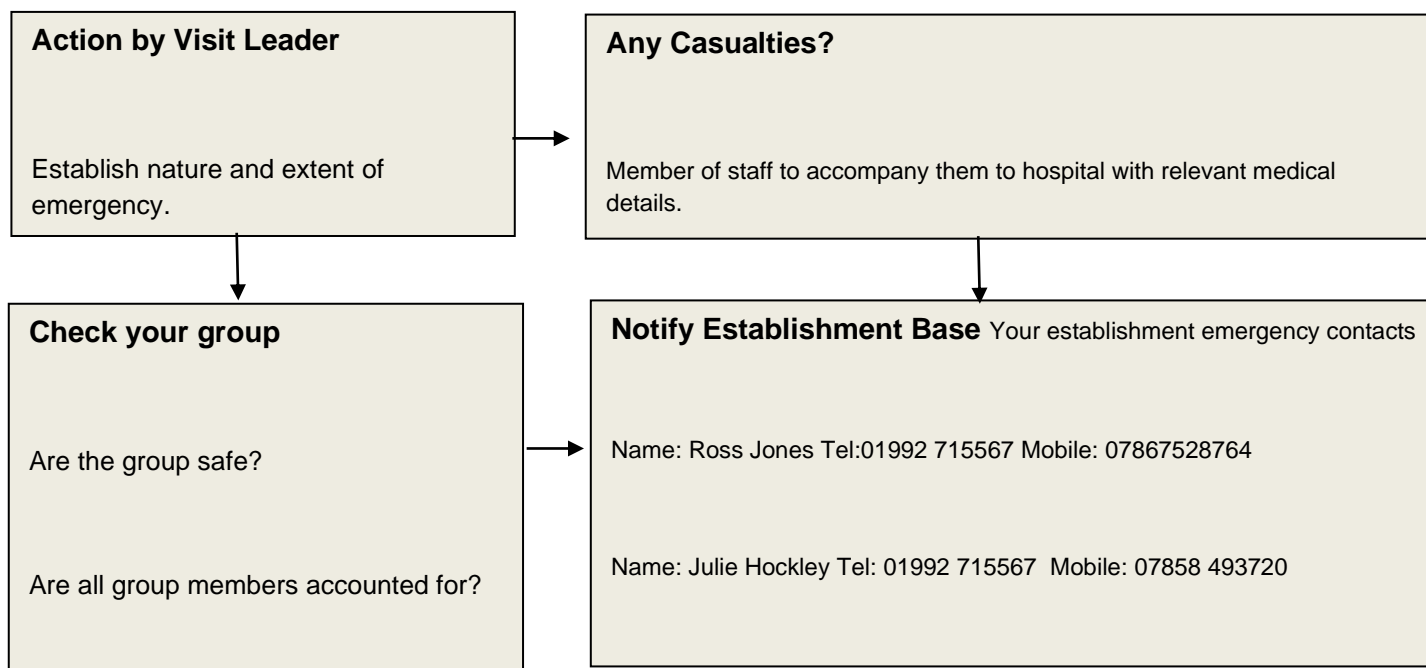 Action by Visit Leader
Establish nature and extent of
emergency.
Any Casualties?
Member of staff to accompany them to hospital with relevant medical
details.
Check your group
Are the group safe?
Are all group members accounted for?
Notify Establishment Base Your establishment emergency contacts
Name: Ross Jones Tel:01992 715567 Mobile: 07867528764
Name: Julie Hockley Tel: 01992 715567  Mobile: 07858 493720